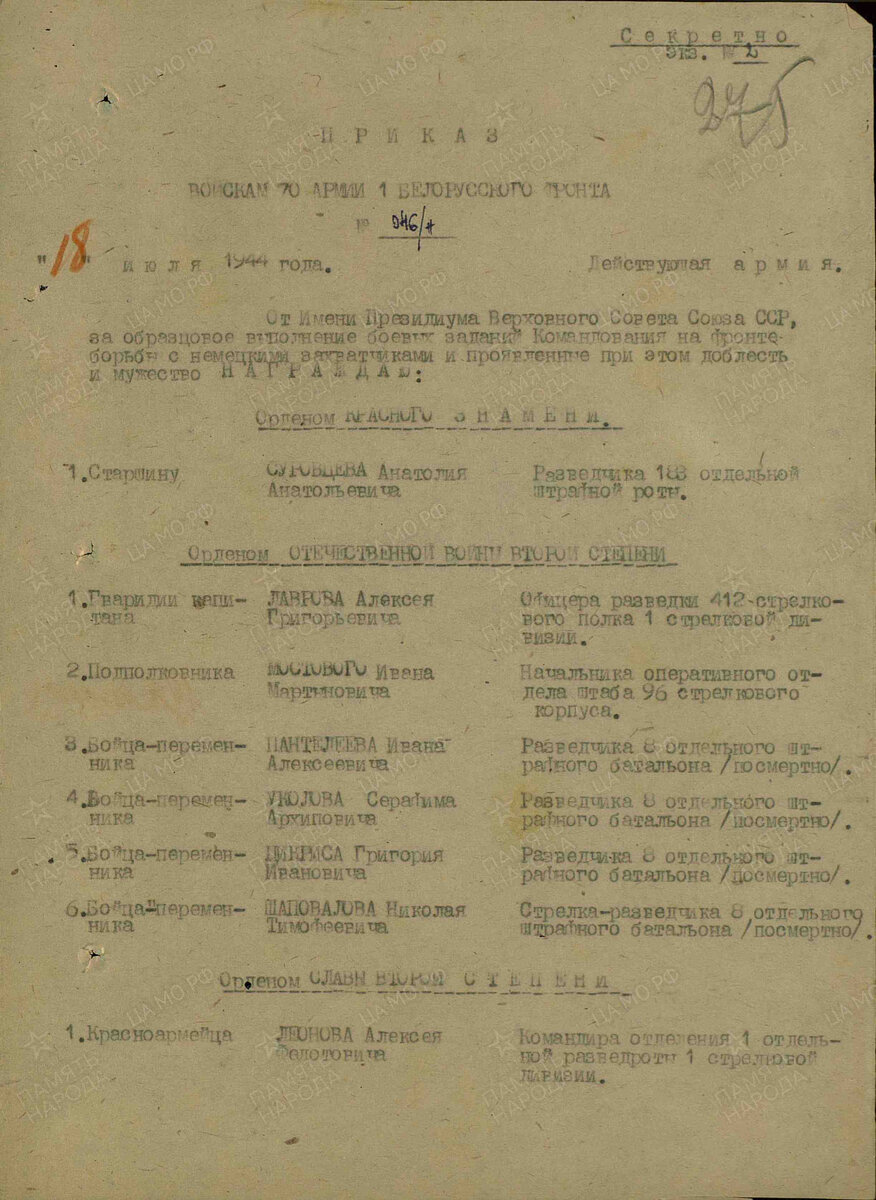 Секретно
Экз. № 2
275
ПРИКАЗ
ВОЙСКАМ 70 АРМИИ 1 БЕЛОРУССКОГО ФРОНТА
№ 046/н
"18" июля 1944 года. Действующая армия.
От Имени Президиума Верховного Совета Союза ССР,
за образцовое выполнение боевых заданий Командования на фронте
борьбы с немецкими захватчиками и проявленные при этом доблесть
и мужество НАГРАЖДАЮ:
Орденом КРАСНОГО ЗНАМЕНИ.
1. Старшину СУРОВЦЕВА Анатолия Разведчика 183 отдельной
Анатольевича штрафной роты.
Орденом ОТЕЧЕСТВЕННОЙ ВОЙНЫ ВТОРОЙ СТЕПЕНИ
1. Гвардии капи- ЛАВРОВА Алексея Офицера разведки 412 стрелко-
тана Григорьевича вого полка 1 стрелковой ди-
визии.
2. Подполковника МОСТОВОГО Ивана Начальника оперативного от-
Мартиновича дела штаба 96 стрелкового
корпуса.
3. Бойца-перемен- ПАНТЕЛЕЕВА Ивана Разведчика 8 отдельного шт-
ника Алексеевича рафного батальона /посмертно/.
4. Бойца-перемен- УКОЛОВА Серафима Разведчика 8 отдельного шт-
ника Архиповича рафного батальона /посмертно/.
5. Бойца-перемен- Григория Разведчика 8 отдельного шт-
ника Ивановича рафного батальона /посмертно/.
6. Бойца-перемен- ШАПОВАЛОВА Николая Стрелка-разведчика 8 отдельного
ника Тимофеевича штрафного батальона /посмертно/.
Орденом СЛАВЫ ВТОРОЙ СТЕПЕНИ
1. Красноармейца ЛЕОНОВА Алексея Командира отделения 1 отдель-
Федотовича ной разведроты 1 стрелковой
дивизии.